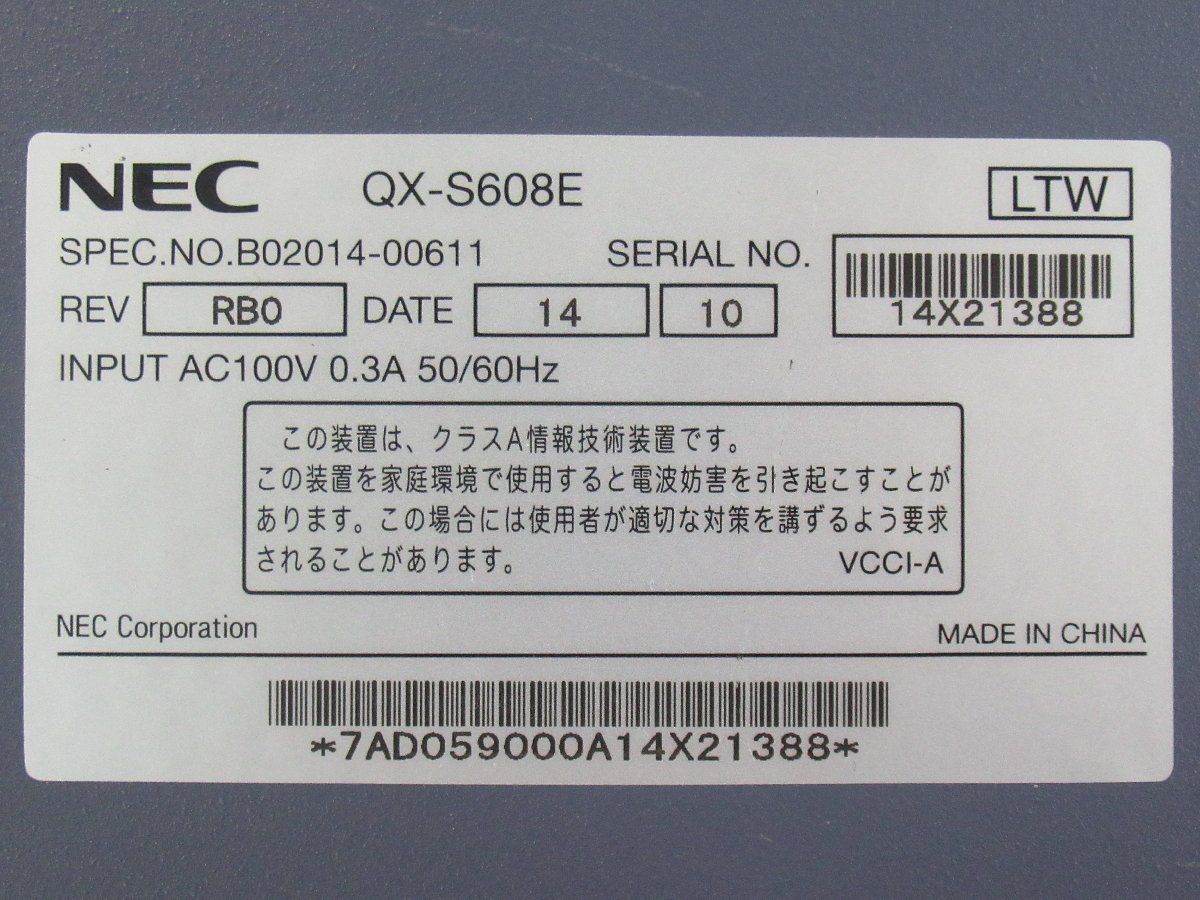 NEC QX-S608E LTW
SPEC.NO.B02014-00611 SERIAL NO.
14X21388
REV RB0 DATE 14 10
INPUT AC100V 0.3A 50/60Hz
この装置は、クラスA情報技術装置です。
この装置を家庭環境で使用すると電波妨害を引き起こすことが
あります。この場合には使用者が適切な対策を講ずるよう要求
されることがあります。 VCCI-A
NEC Corporation MADE IN CHINA
*7AD059000A14X21388*